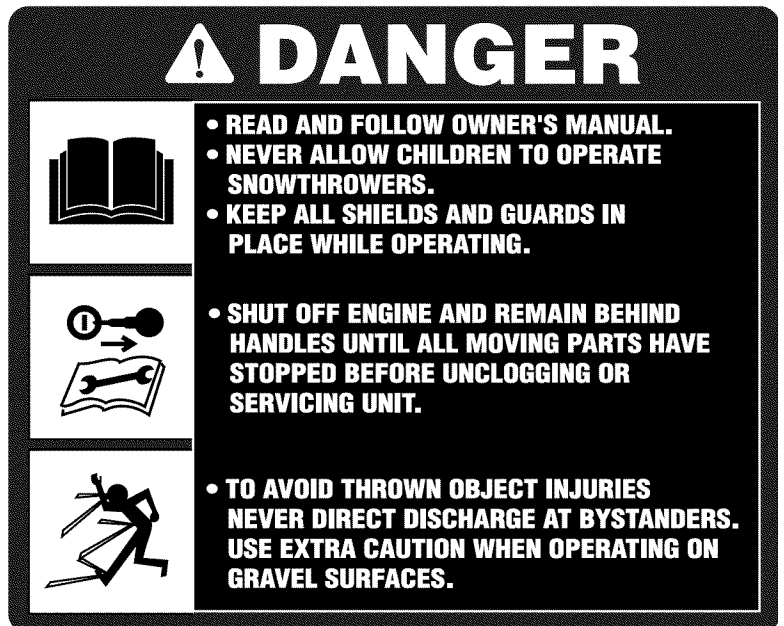 DANGER
• READ AND FOLLOW OWNER'S MANUAL.
• NEVER ALLOW CHILDREN TO OPERATE
SNOWTHROWERS.
• KEEP ALL SHIELDS AND GUARDS IN
PLACE WHILE OPERATING.
• SHUT OFF ENGINE AND REMAIN BEHIND
HANDLES UNTIL ALL MOVING PARTS HAVE
STOPPED BEFORE UNCLOGGING OR
SERVICING UNIT.
• TO AVOID THROWN OBJECT INJURIES
NEVER DIRECT DISCHARGE AT BYSTANDERS.
USE EXTRA CAUTION WHEN OPERATING ON
GRAVEL SURFACES.